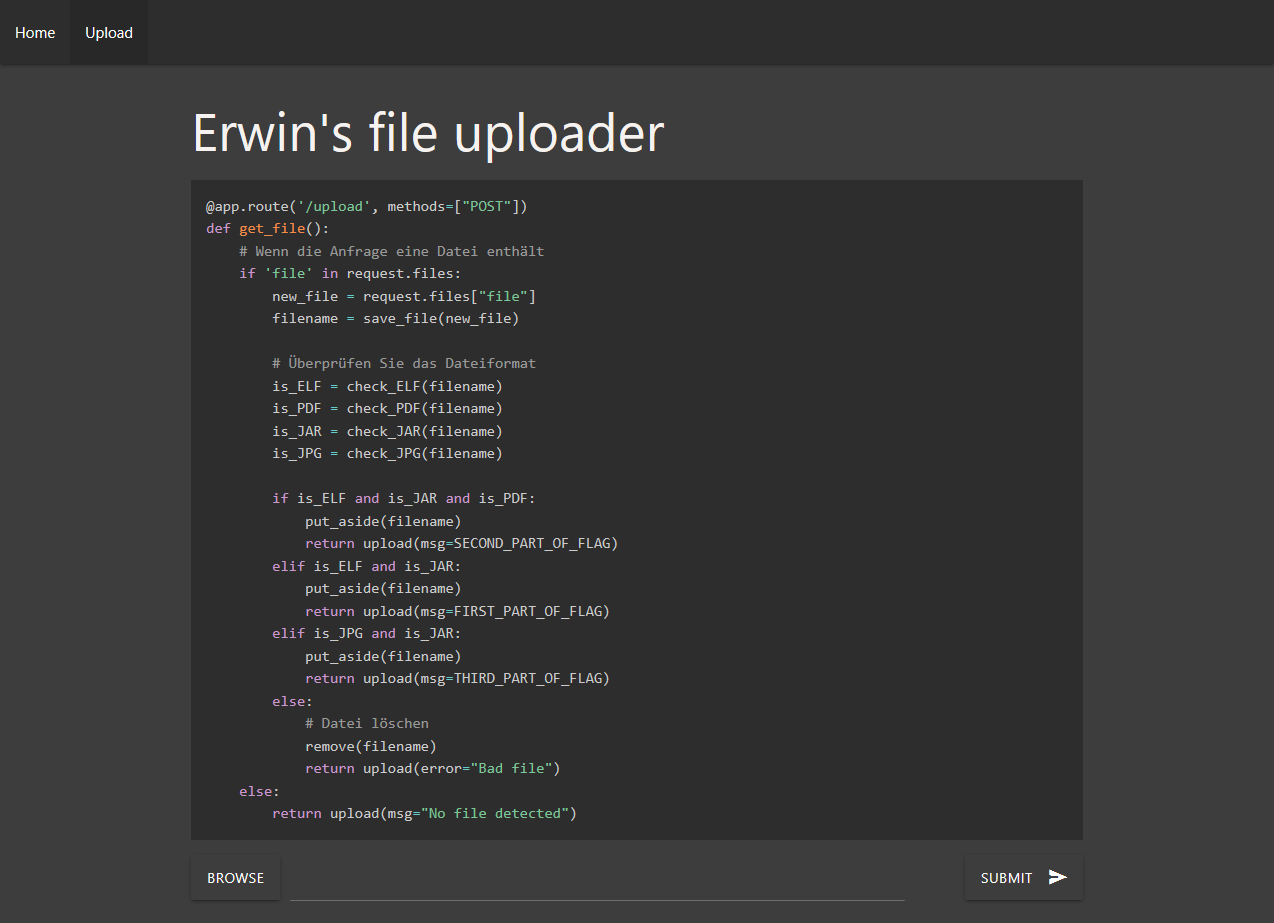 Home
Upload
Erwin's file uploader
@app.route('/upload', methods=["POST"])
def get_file():
    # Wenn die Anfrage eine Datei enthält
    if 'file' in request.files:
        new_file = request.files["file"]
        filename = save_file(new_file)

        # Überprüfen Sie das Dateiformat
        is_ELF = check_ELF(filename)
        is_PDF = check_PDF(filename)
        is_JAR = check_JAR(filename)
        is_JPG = check_JPG(filename)

        if is_ELF and is_JAR and is_PDF:
            put_aside(filename)
            return upload(msg=SECOND_PART_OF_FLAG)
        elif is_ELF and is_JAR:
            put_aside(filename)
            return upload(msg=FIRST_PART_OF_FLAG)
        elif is_JPG and is_JAR:
            put_aside(filename)
            return upload(msg=THIRD_PART_OF_FLAG)
        else:
            # Datei löschen
            remove(filename)
            return upload(error="Bad file")
    else:
        return upload(msg="No file detected")
BROWSE
SUBMIT